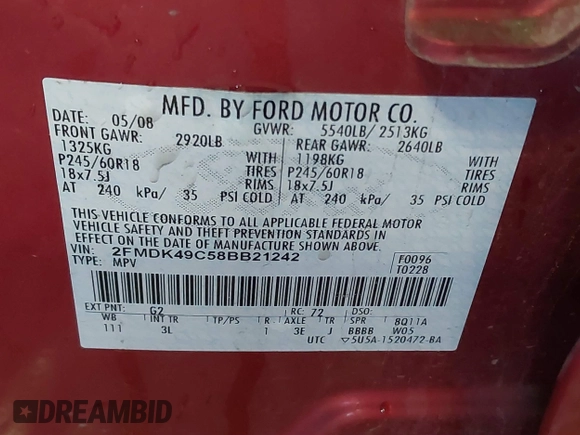 MFD. BY FORD MOTOR CO.
DATE: 05/08 GVWR: 5540LB/ 2513KG
FRONT GAWR: 2920LB REAR GAWR: 2640LB
1325KG WITH 1198KG WITH
P245/60R18 TIRES P245/60R18 TIRES
18x7.5J RIMS 18x7.5J RIMS
AT 240 kPa/ 35 PSI COLD AT 240 kPa/ 35 PSI COLD
THIS VEHICLE CONFORMS TO ALL APPLICABLE FEDERAL MOTOR
VEHICLE SAFETY AND THEFT PREVENTION STANDARDS IN
EFFECT ON THE DATE OF MANUFACTURE SHOWN ABOVE.
VIN: 2FMDK49C58BB21242 F0096
TYPE: MPV T0228
EXT PNT: G2 RC: 72 DSO:
WB INT TR TP/PS R AXLE TR SPR 8Q11A
111 3L 1 3E J BBBB W05
UTC ▽5U5A-1520472-BA
DREAMBID